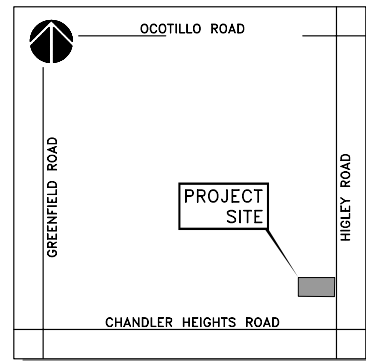 OCOTILLO ROAD
GREENFIELD ROAD
HIGLEY ROAD
PROJECT
SITE
CHANDLER HEIGHTS ROAD